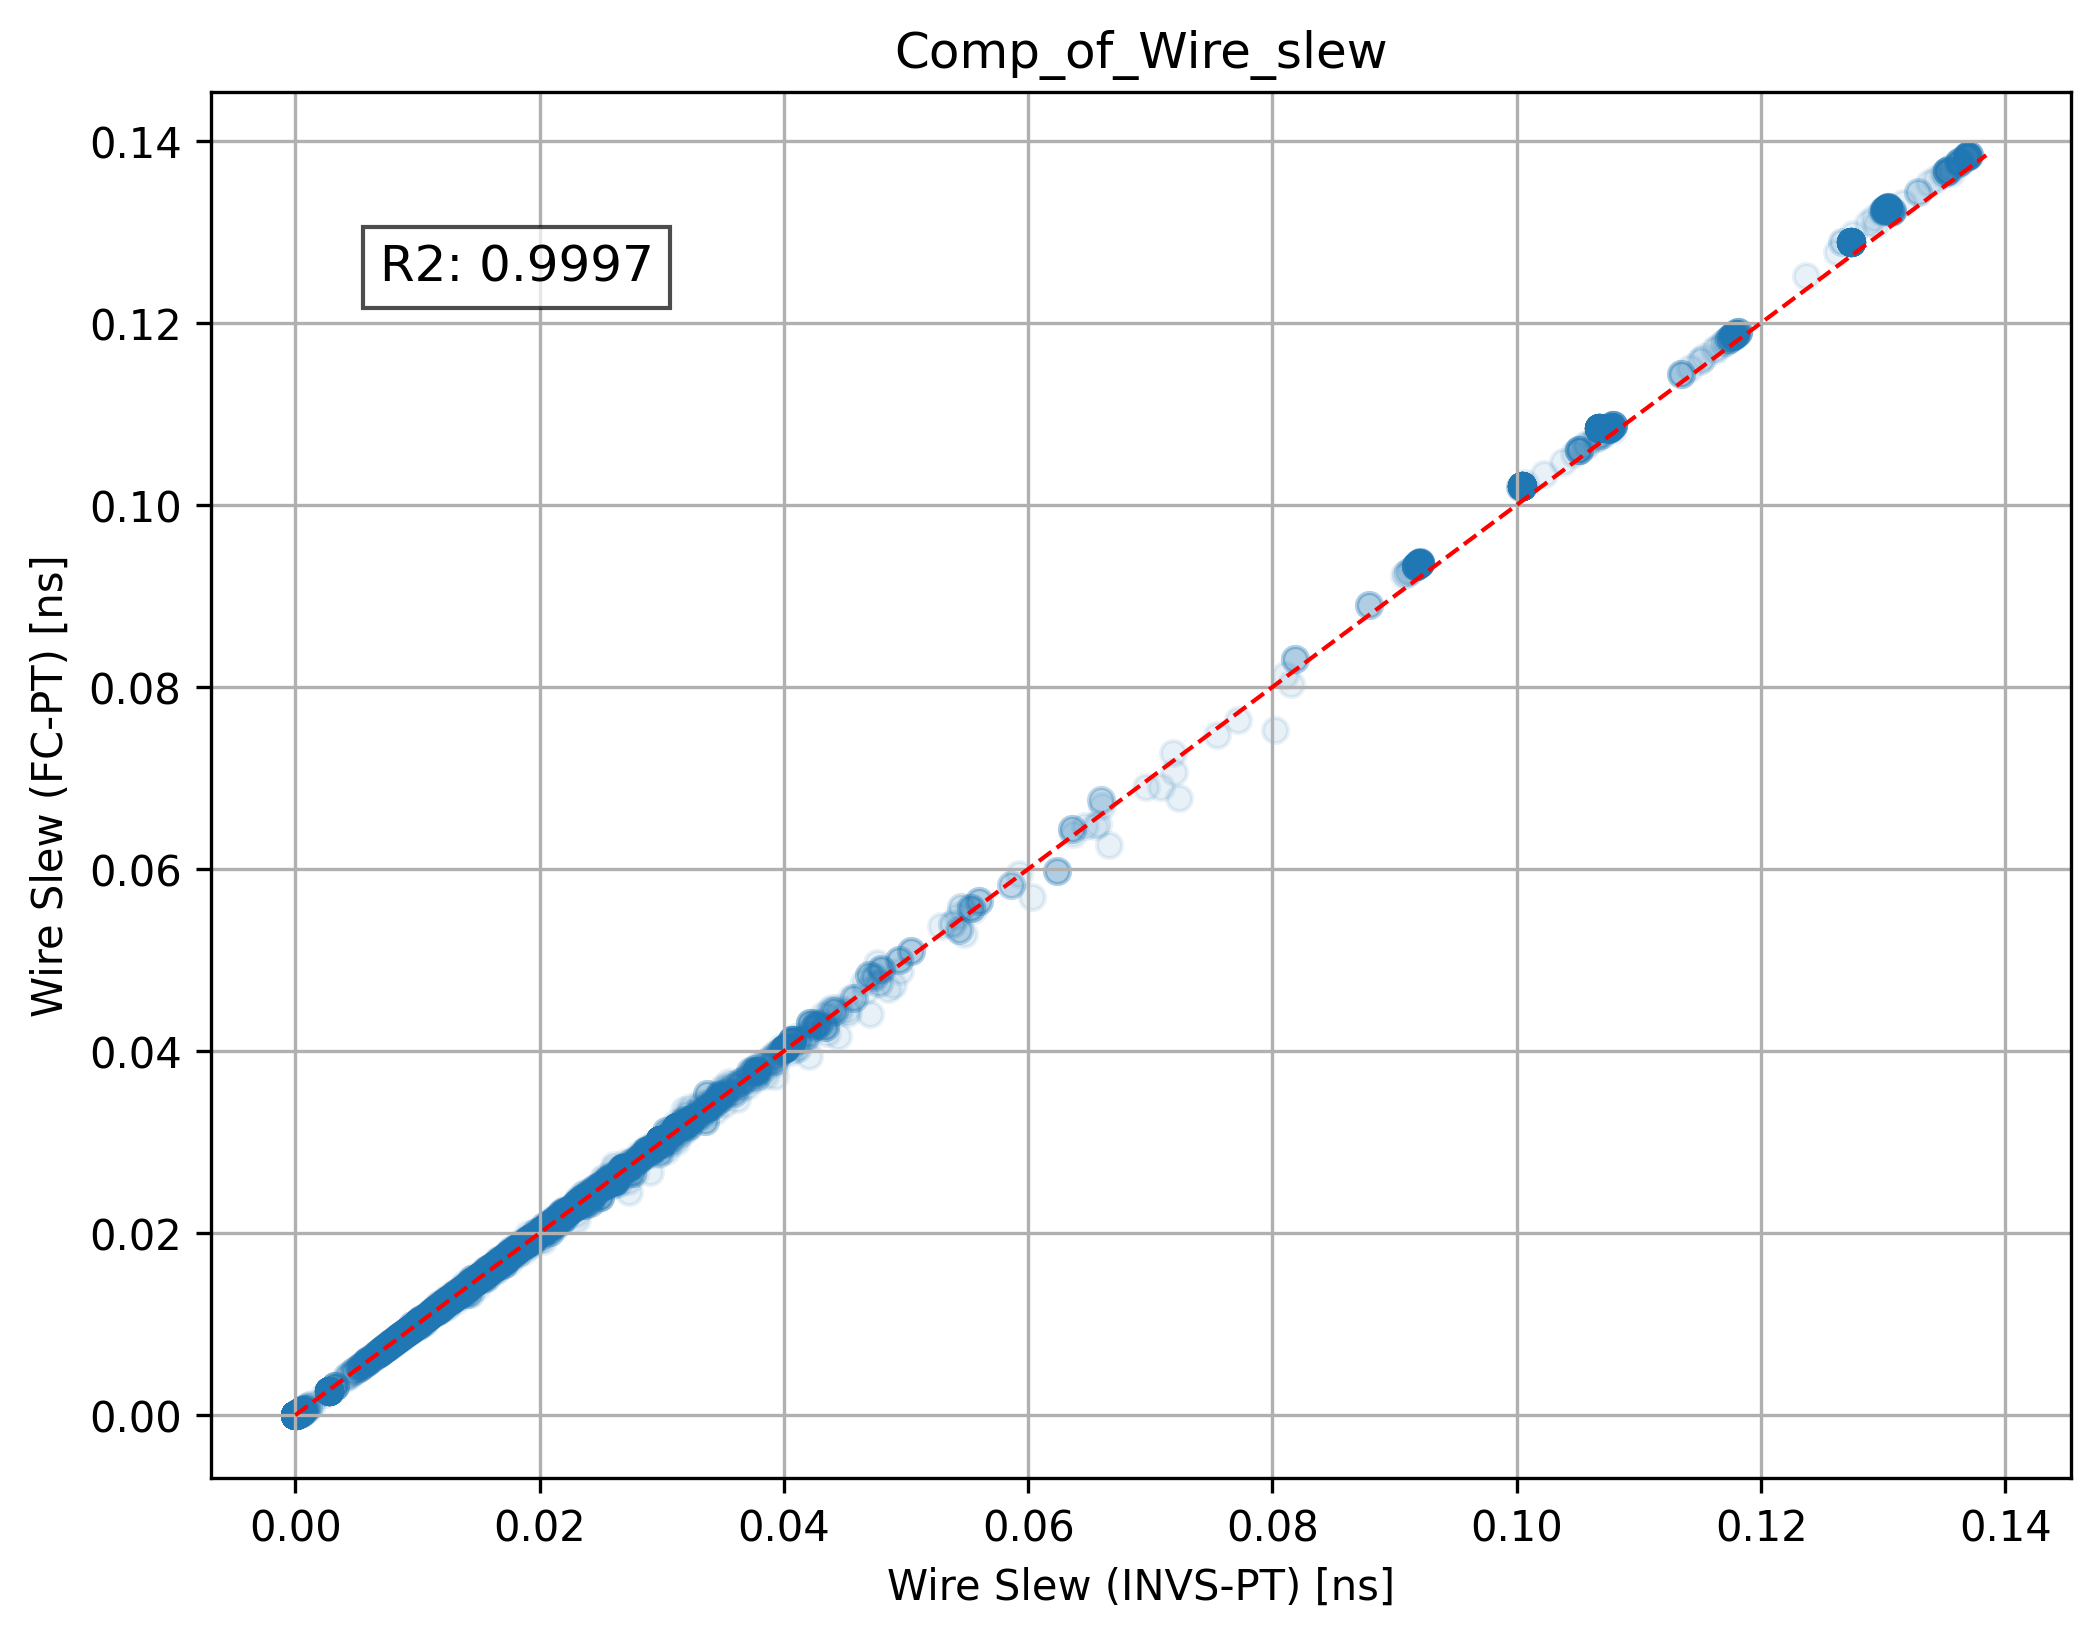 Comp_of_Wire_slew
R2: 0.9997
Wire Slew (FC-PT) [ns]
0.14
0.12
0.10
0.08
0.06
0.04
0.02
0.00
0.00 0.02 0.04 0.06 0.08 0.10 0.12 0.14
Wire Slew (INVS-PT) [ns]